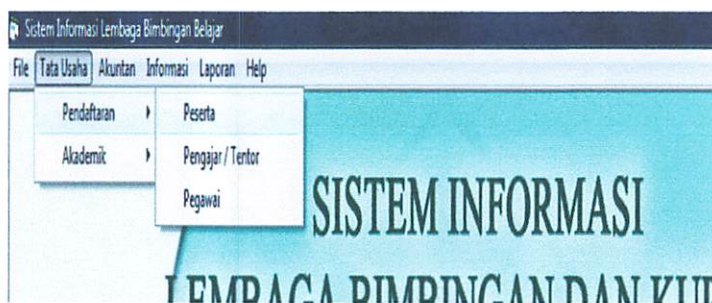 Sistem Informasi Lembaga Bimbingan Belajar
File Tata Usaha Akuntan Informasi Laporan Help
Pendaftaran
Akademik
Peserta
Pengajar / Tentor
Pegawai
SISTEM INFORMASI
LEMBAGA BIMBINGAN DAN